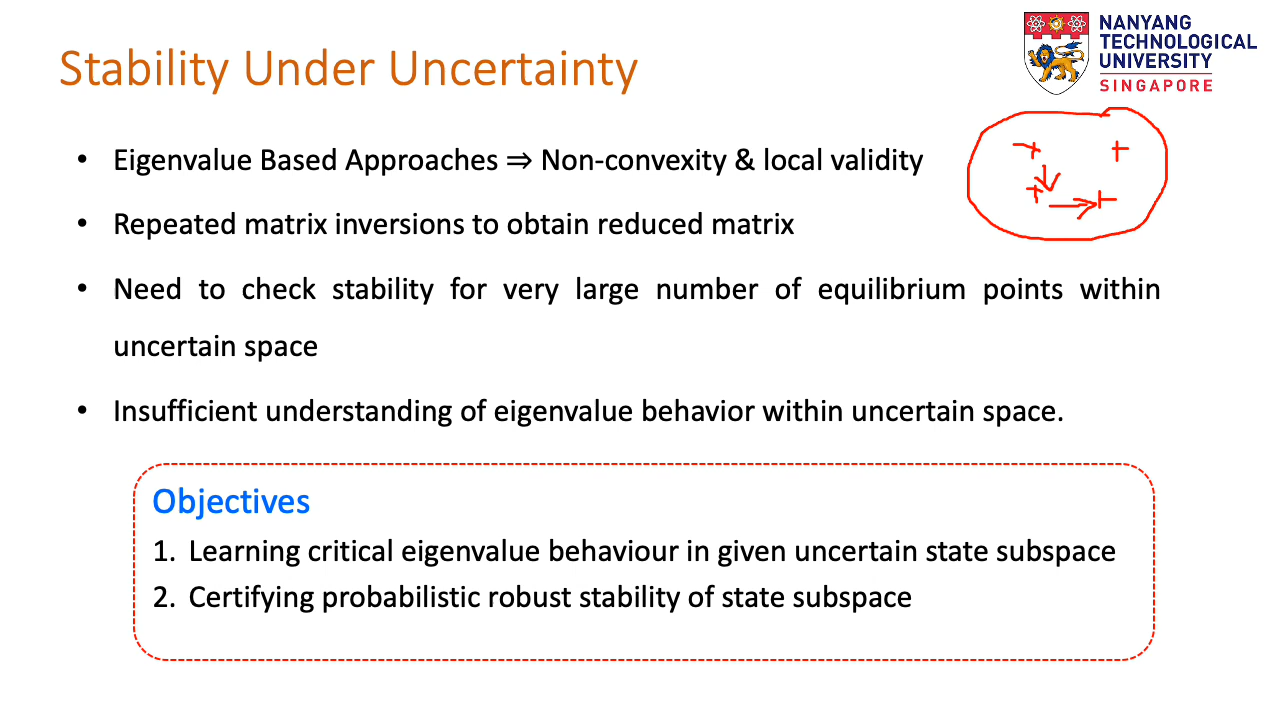 Stability Under Uncertainty
NANYANG
TECHNOLOGICAL
UNIVERSITY
SINGAPORE
• Eigenvalue Based Approaches ⇒ Non-convexity & local validity
• Repeated matrix inversions to obtain reduced matrix
• Need to check stability for very large number of equilibrium points within
uncertain space
• Insufficient understanding of eigenvalue behavior within uncertain space.
Objectives
1. Learning critical eigenvalue behaviour in given uncertain state subspace
2. Certifying probabilistic robust stability of state subspace